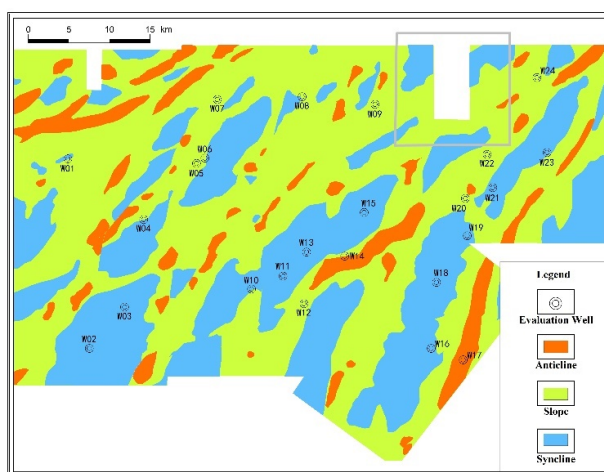 0 5 10 15 km
W24
W07
W08
W09
W06
W05
W01
W22
W23
W21
W20
W15
W04
W19
W13
W14
W11
W18
W10
W12
W03
W02
W16
W17
Legend
Evaluation Well
Anticline
Slope
Syncline